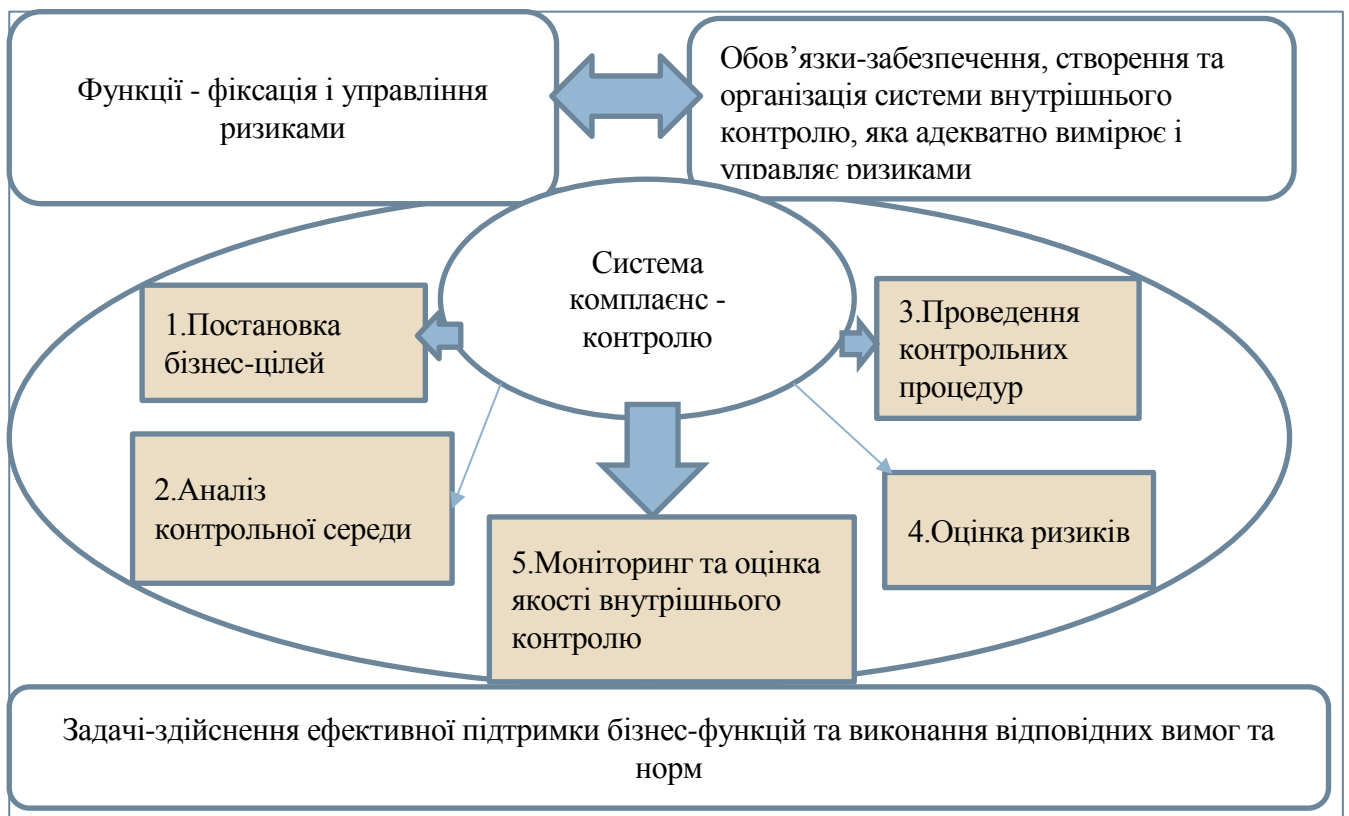 Функції - фіксація і управління
ризиками
Обов’язки-забезпечення, створення та
організація системи внутрішнього
контролю, яка адекватно вимірює і
управляє ризиками
Система
комплаєнс -
контролю
1.Постановка
бізнес-цілей
2.Аналіз
контрольної середи
3.Проведення
контрольних
процедур
4.Оцінка ризиків
5.Моніторинг та оцінка
якості внутрішнього
контролю
Задачі-здійснення ефективної підтримки бізнес-функцій та виконання відповідних вимог та
норм